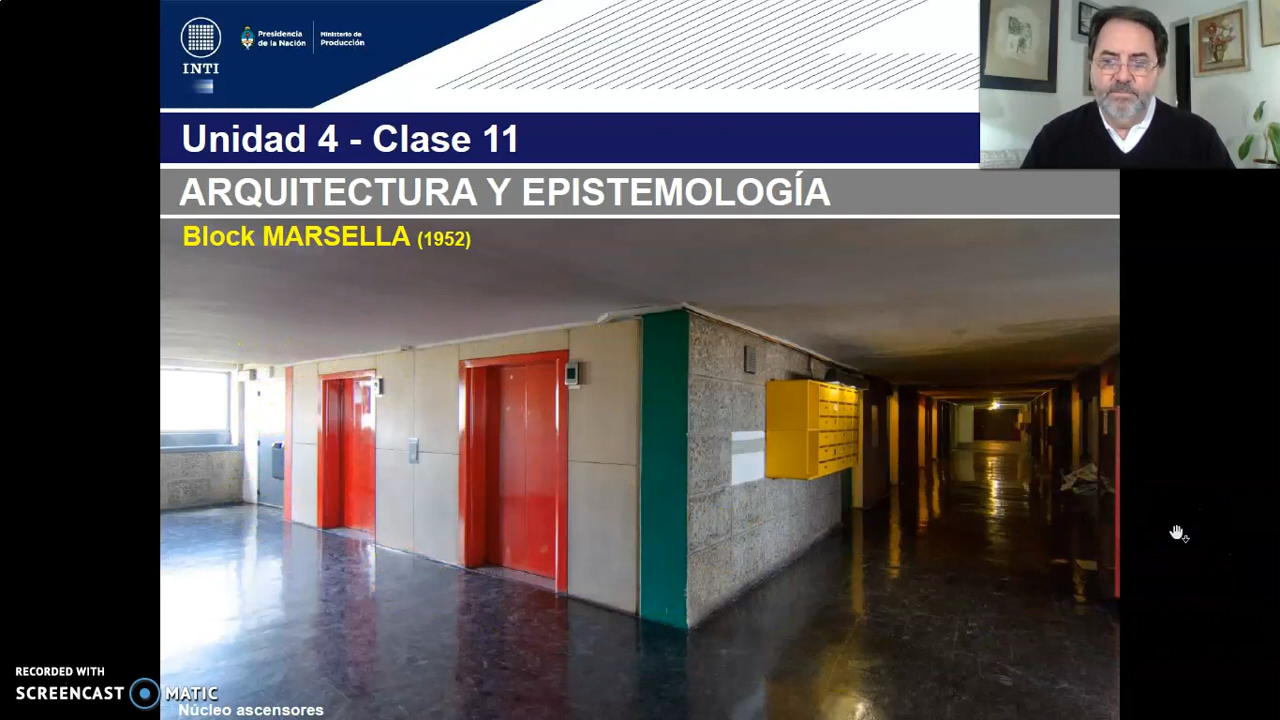 INTI
Presidencia
de la Nación
Ministerio de
Producción
Unidad 4 - Clase 11
ARQUITECTURA Y EPISTEMOLOGÍA
Block MARSELLA (1952)
RECORDED WITH
SCREENCAST MATIC
Núcleo ascensores